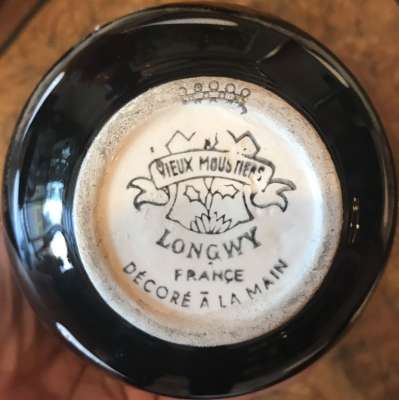 VIEUX MOUSTIERS
LONGWY
FRANCE
DÉCORÉ À LA MAIN